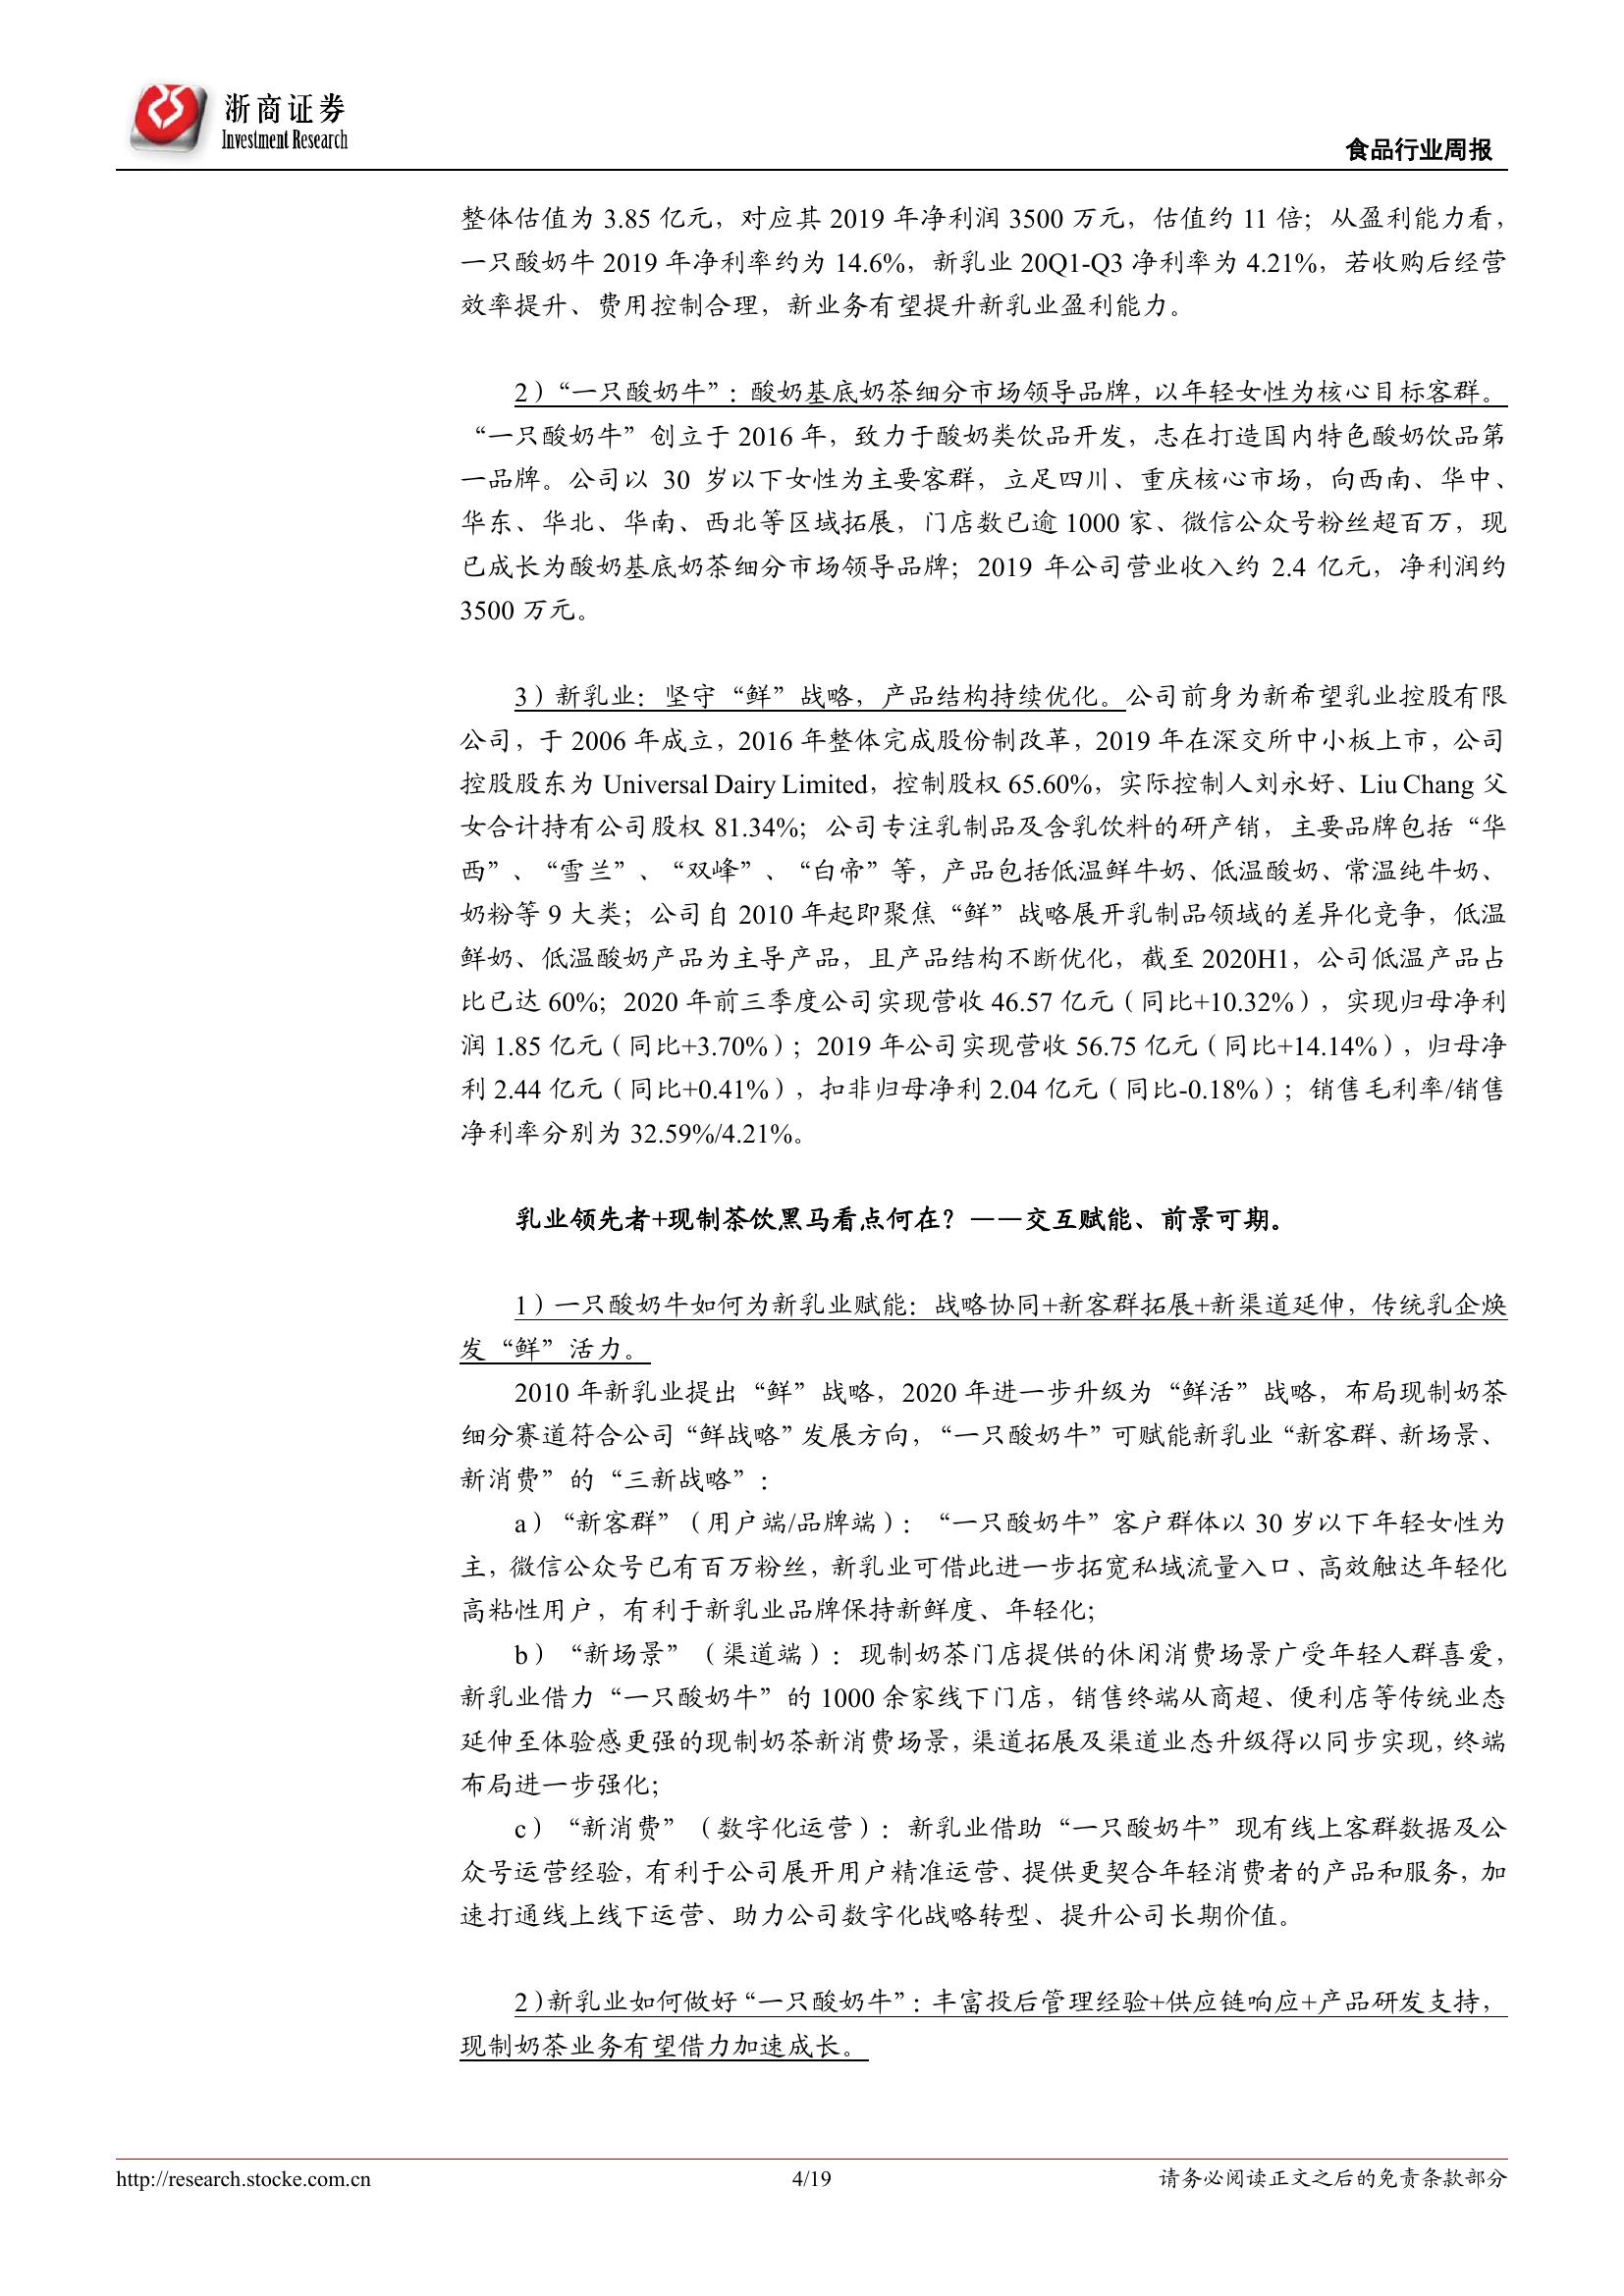 浙商证券
Investment Research
食品行业周报
整体估值为 3.85 亿元，对应其 2019 年净利润 3500 万元，估值约 11 倍；从盈利能力看，
一只酸奶牛 2019 年净利率约为 14.6%，新乳业 20Q1-Q3 净利率为 4.21%，若收购后经营
效率提升、费用控制合理，新业务有望提升新乳业盈利能力。
2）“一只酸奶牛”：酸奶基底奶茶细分市场领导品牌，以年轻女性为核心目标客群。
“一只酸奶牛”创立于 2016 年，致力于酸奶类饮品开发，志在打造国内特色酸奶饮品第
一品牌。公司以 30 岁以下女性为主要客群，立足四川、重庆核心市场，向西南、华中、
华东、华北、华南、西北等区域拓展，门店数已逾 1000 家、微信公众号粉丝超百万，现
已成长为酸奶基底奶茶细分市场领导品牌；2019 年公司营业收入约 2.4 亿元，净利润约
3500 万元。
3）新乳业：坚守“鲜”战略，产品结构持续优化。公司前身为新希望乳业控股有限
公司，于 2006 年成立，2016 年整体完成股份制改革，2019 年在深交所中小板上市，公司
控股股东为 Universal Dairy Limited，控制股权 65.60%，实际控制人刘永好、Liu Chang 父
女合计持有公司股权 81.34%；公司专注乳制品及含乳饮料的研产销，主要品牌包括“华
西”、“雪兰”、“双峰”、“白帝”等，产品包括低温鲜牛奶、低温酸奶、常温纯牛奶、
奶粉等 9 大类；公司自 2010 年起即聚焦“鲜”战略展开乳制品领域的差异化竞争，低温
鲜奶、低温酸奶产品为主导产品，且产品结构不断优化，截至 2020H1，公司低温产品占
比已达 60%；2020 年前三季度公司实现营收 46.57 亿元（同比+10.32%），实现归母净利
润 1.85 亿元（同比+3.70%）；2019 年公司实现营收 56.75 亿元（同比+14.14%），归母净
利 2.44 亿元（同比+0.41%），扣非归母净利 2.04 亿元（同比-0.18%）；销售毛利率/销售
净利率分别为 32.59%/4.21%。
乳业领先者+现制茶饮黑马看点何在？——交互赋能、前景可期。
1）一只酸奶牛如何为新乳业赋能：战略协同+新客群拓展+新渠道延伸，传统乳企焕
发“鲜”活力。
2010 年新乳业提出“鲜”战略，2020 年进一步升级为“鲜活”战略，布局现制奶茶
细分赛道符合公司“鲜战略”发展方向，“一只酸奶牛”可赋能新乳业“新客群、新场景、
新消费”的“三新战略”：
a）“新客群”（用户端/品牌端）：“一只酸奶牛”客户群体以 30 岁以下年轻女性为
主，微信公众号已有百万粉丝，新乳业可借此进一步拓宽私域流量入口、高效触达年轻化
高粘性用户，有利于新乳业品牌保持新鲜度、年轻化；
b）“新场景”（渠道端）：现制奶茶门店提供的休闲消费场景广受年轻人群喜爱，
新乳业借力“一只酸奶牛”的 1000 余家线下门店，销售终端从商超、便利店等传统业态
延伸至体验感更强的现制奶茶新消费场景，渠道拓展及渠道业态升级得以同步实现，终端
布局进一步强化；
c）“新消费”（数字化运营）：新乳业借助“一只酸奶牛”现有线上客群数据及公
众号运营经验，有利于公司展开用户精准运营、提供更契合年轻消费者的产品和服务，加
速打通线上线下运营、助力公司数字化战略转型、提升公司长期价值。
2）新乳业如何做好“一只酸奶牛”：丰富投后管理经验+供应链响应+产品研发支持，
现制奶茶业务有望借力加速成长。
http://research.stocke.com.cn
4/19
请务必阅读正文之后的免责条款部分